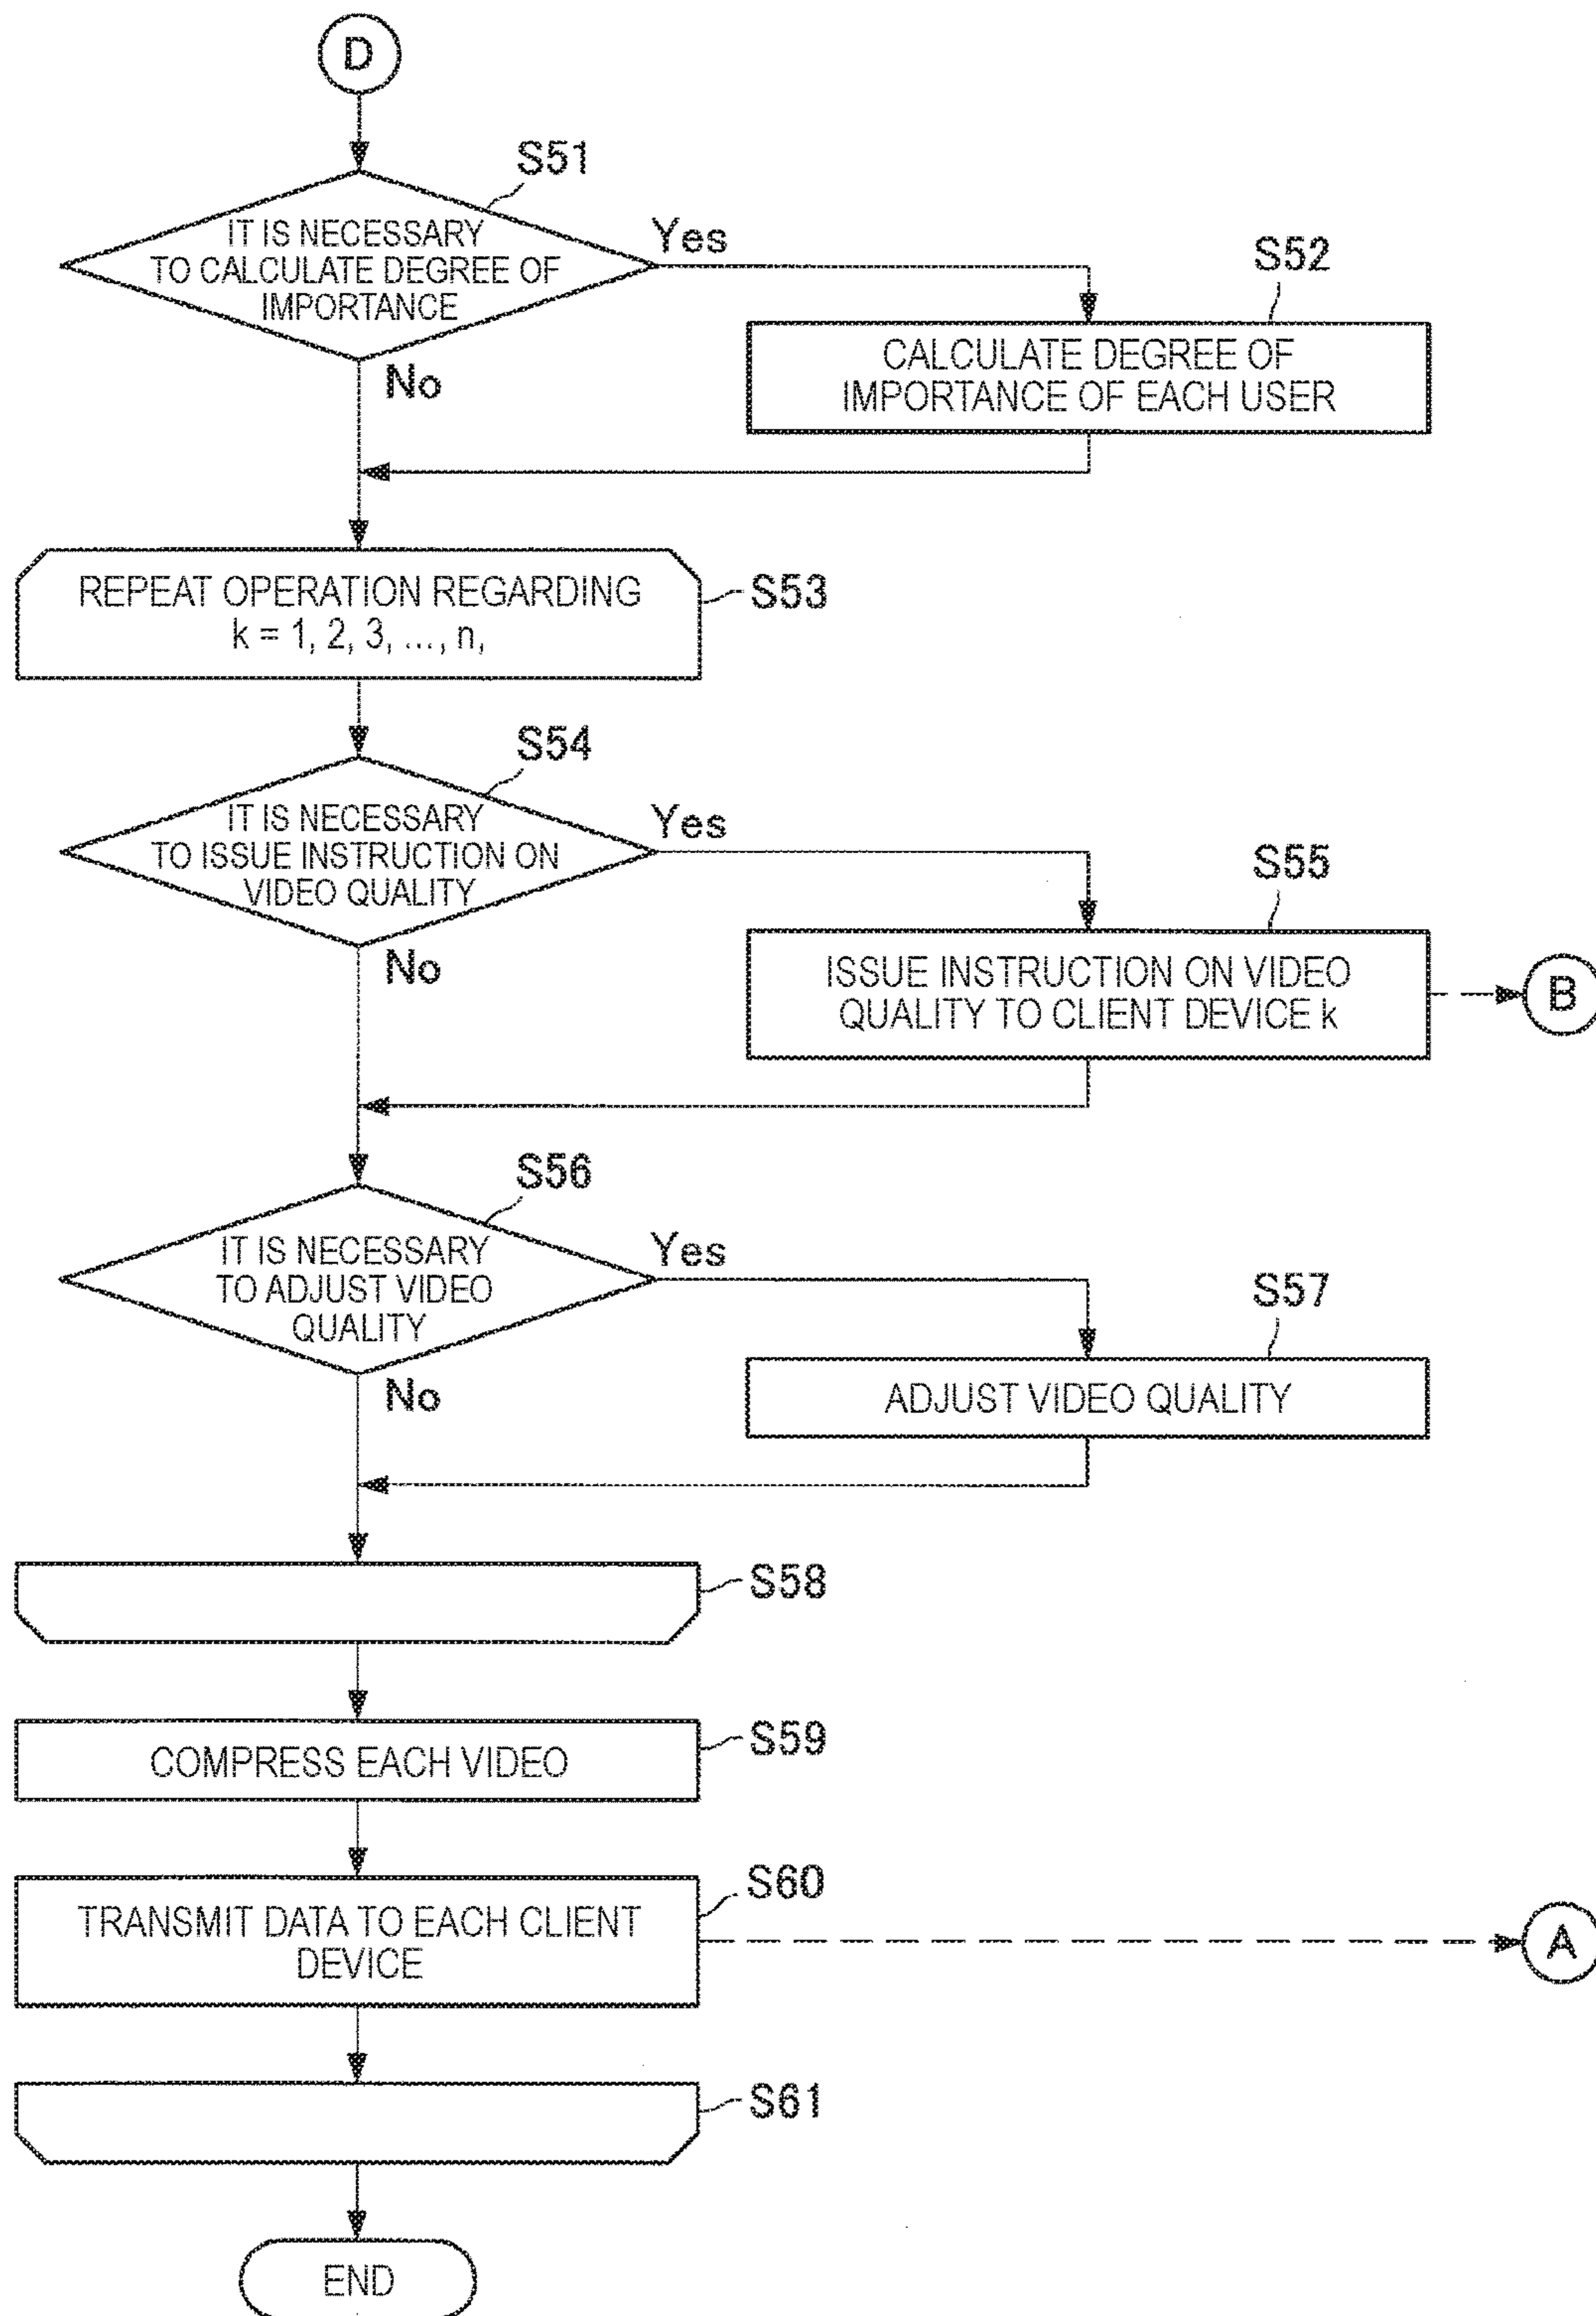 D
S51
IT IS NECESSARY
TO CALCULATE DEGREE OF
IMPORTANCE
Yes
No
S52
CALCULATE DEGREE OF
IMPORTANCE OF EACH USER
REPEAT OPERATION REGARDING
k = 1, 2, 3, ..., n,
S53
S54
IT IS NECESSARY
TO ISSUE INSTRUCTION ON
VIDEO QUALITY
Yes
No
S55
ISSUE INSTRUCTION ON VIDEO
QUALITY TO CLIENT DEVICE k
B
S56
IT IS NECESSARY
TO ADJUST VIDEO
QUALITY
Yes
No
S57
ADJUST VIDEO QUALITY
S58
COMPRESS EACH VIDEO
S59
TRANSMIT DATA TO EACH CLIENT
DEVICE
S60
A
S61
END